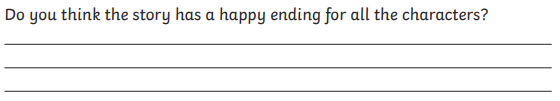 Do you think the story has a happy ending for all the characters?